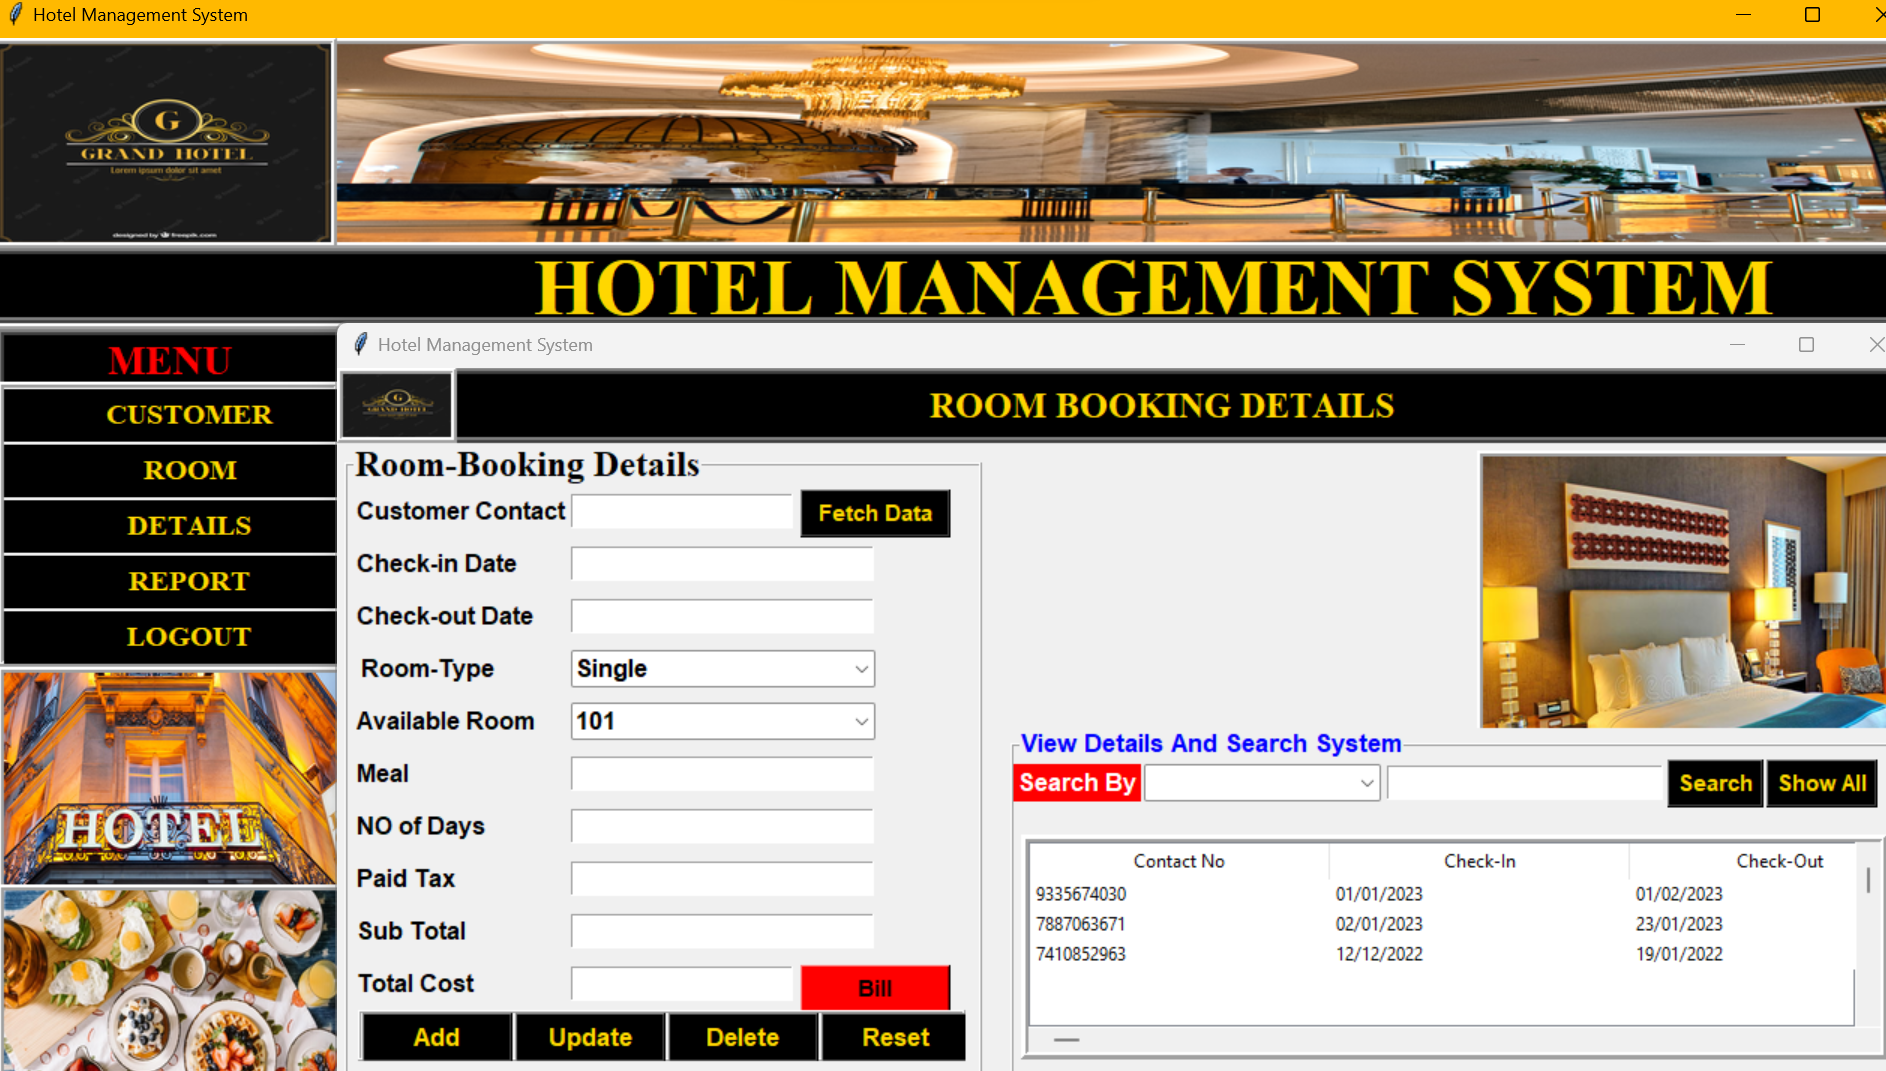 Hotel Management System
G
GRAND HOTEL
Lorem ipsum dolor sit amet
designed by freepik.com
HOTEL MANAGEMENT SYSTEM
MENU
CUSTOMER
ROOM
DETAILS
REPORT
LOGOUT
HOTEL
Hotel Management System
G
GRAND HOTEL
ROOM BOOKING DETAILS
Room-Booking Details
Customer Contact Fetch Data
Check-in Date
Check-out Date
Room-Type Single
Available Room 101
Meal
NO of Days
Paid Tax
Sub Total
Total Cost Bill
Add Update Delete Reset
View Details And Search System
Search By Search Show All
Contact No Check-In Check-Out
9335674030 01/01/2023 01/02/2023
7887063671 02/01/2023 23/01/2023
7410852963 12/12/2022 19/01/2022